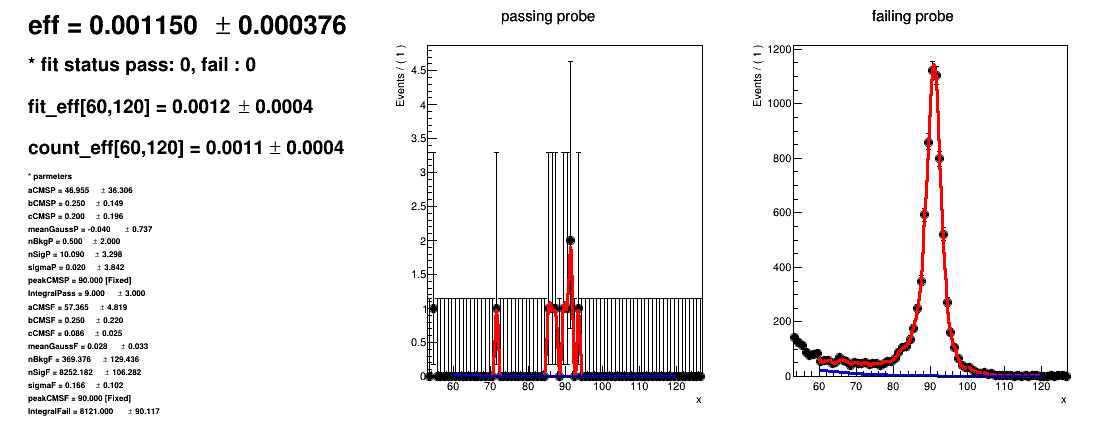 eff = 0.001150 ± 0.000376
* fit status pass: 0, fail : 0
fit_eff[60,120] = 0.0012 ± 0.0004
count_eff[60,120] = 0.0011 ± 0.0004
* parmeters
aCMSP = 46.955 ± 36.306
bCMSP = 0.250 ± 0.149
cCMSP = 0.200 ± 0.196
meanGaussP = -0.040 ± 0.737
nBkgP = 0.500 ± 2.000
nSigP = 10.090 ± 3.298
sigmaP = 0.020 ± 3.842
peakCMSP = 90.000 [Fixed]
IntegralPass = 9.000 ± 3.000
aCMSF = 57.365 ± 4.819
bCMSF = 0.250 ± 0.220
cCMSF = 0.086 ± 0.025
meanGaussF = 0.028 ± 0.033
nBkgF = 369.376 ± 129.436
nSigF = 8252.182 ± 106.282
sigmaF = 0.166 ± 0.102
peakCMSF = 90.000 [Fixed]
IntegralFail = 8121.000 ± 90.117
passing probe
Events / ( 1 )
4.5
4
3.5
3
2.5
2
1.5
1
0.5
0
60 70 80 90 100 110 120
x
failing probe
Events / ( 1 )
1200
1000
800
600
400
200
0
60 70 80 90 100 110 120
x